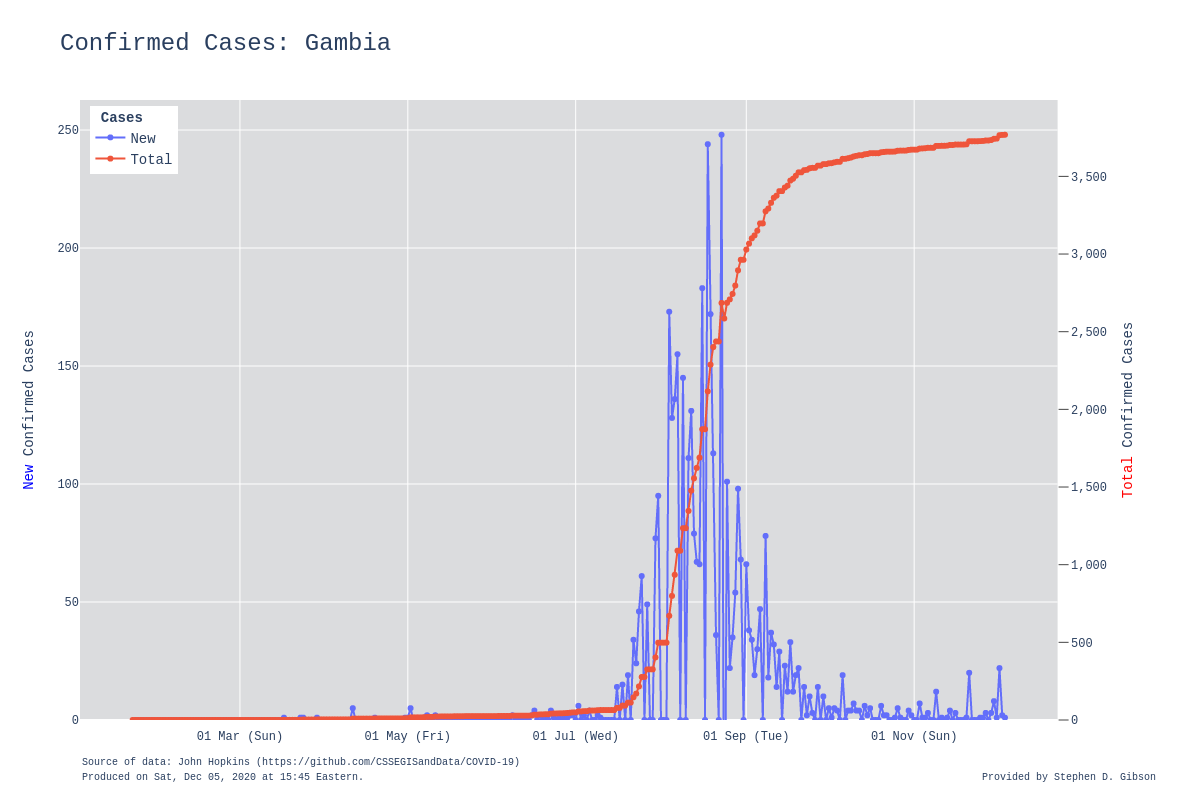 Confirmed Cases: Gambia
Cases
New
Total
250
200
150
100
50
0
3,500
3,000
2,500
2,000
1,500
1,000
500
0
New Confirmed Cases
Total Confirmed Cases
01 Mar (Sun)
01 May (Fri)
01 Jul (Wed)
01 Sep (Tue)
01 Nov (Sun)
Source of data: John Hopkins (https://github.com/CSSEGISandData/COVID-19)
Produced on Sat, Dec 05, 2020 at 15:45 Eastern.
Provided by Stephen D. Gibson